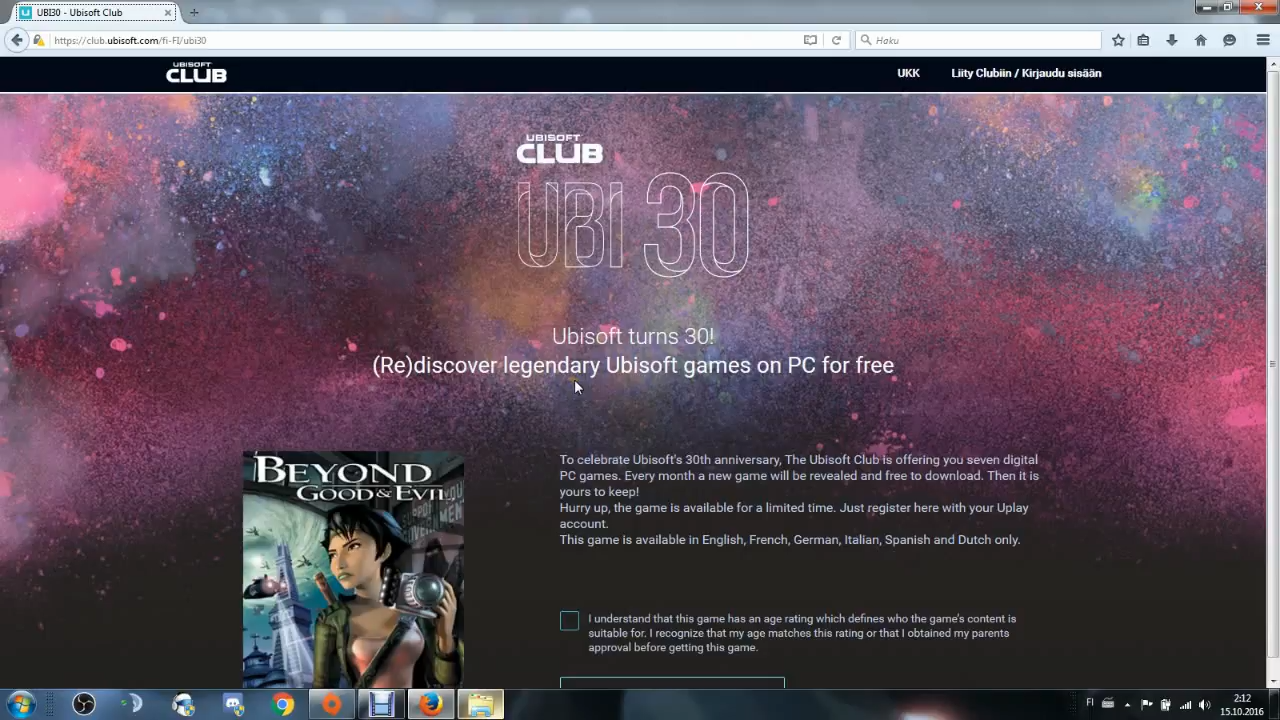 UBI30 - Ubisoft Club
https://club.ubisoft.com/fi-FI/ubi30
Haku
UBISOFT
CLUB
UKK
Liity Clubiin / Kirjaudu sisään
UBISOFT
CLUB
UBI 30
Ubisoft turns 30!
(Re)discover legendary Ubisoft games on PC for free
BEYOND
GOOD & EVIL
To celebrate Ubisoft's 30th anniversary, The Ubisoft Club is offering you seven digital
PC games. Every month a new game will be revealed and free to download. Then it is
yours to keep!
Hurry up, the game is available for a limited time. Just register here with your Uplay
account.
This game is available in English, French, German, Italian, Spanish and Dutch only.
I understand that this game has an age rating which defines who the game's content is
suitable for. I recognize that my age matches this rating or that I obtained my parents
approval before getting this game.
FI
2:12
15.10.2016